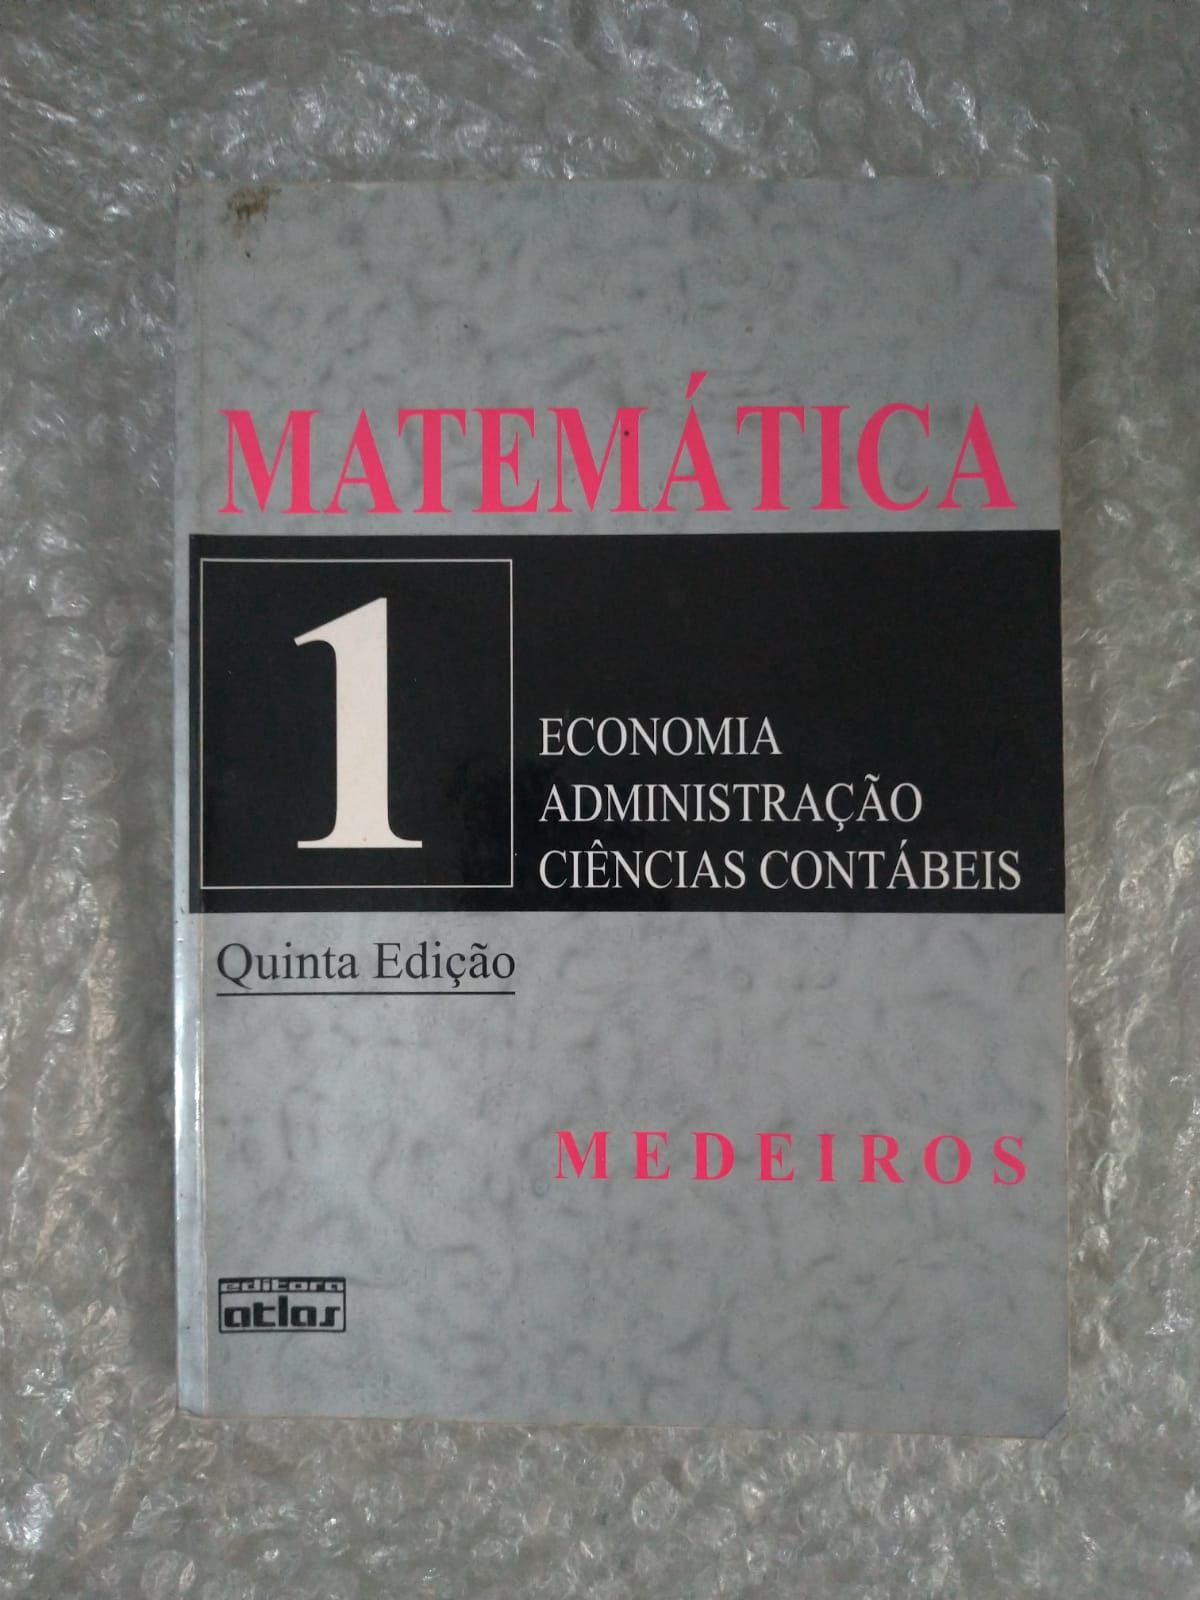 MATEMÁTICA
1
ECONOMIA
ADMINISTRAÇÃO
CIÊNCIAS CONTÁBEIS
Quinta Edição
MEDEIROS
editora
atlas